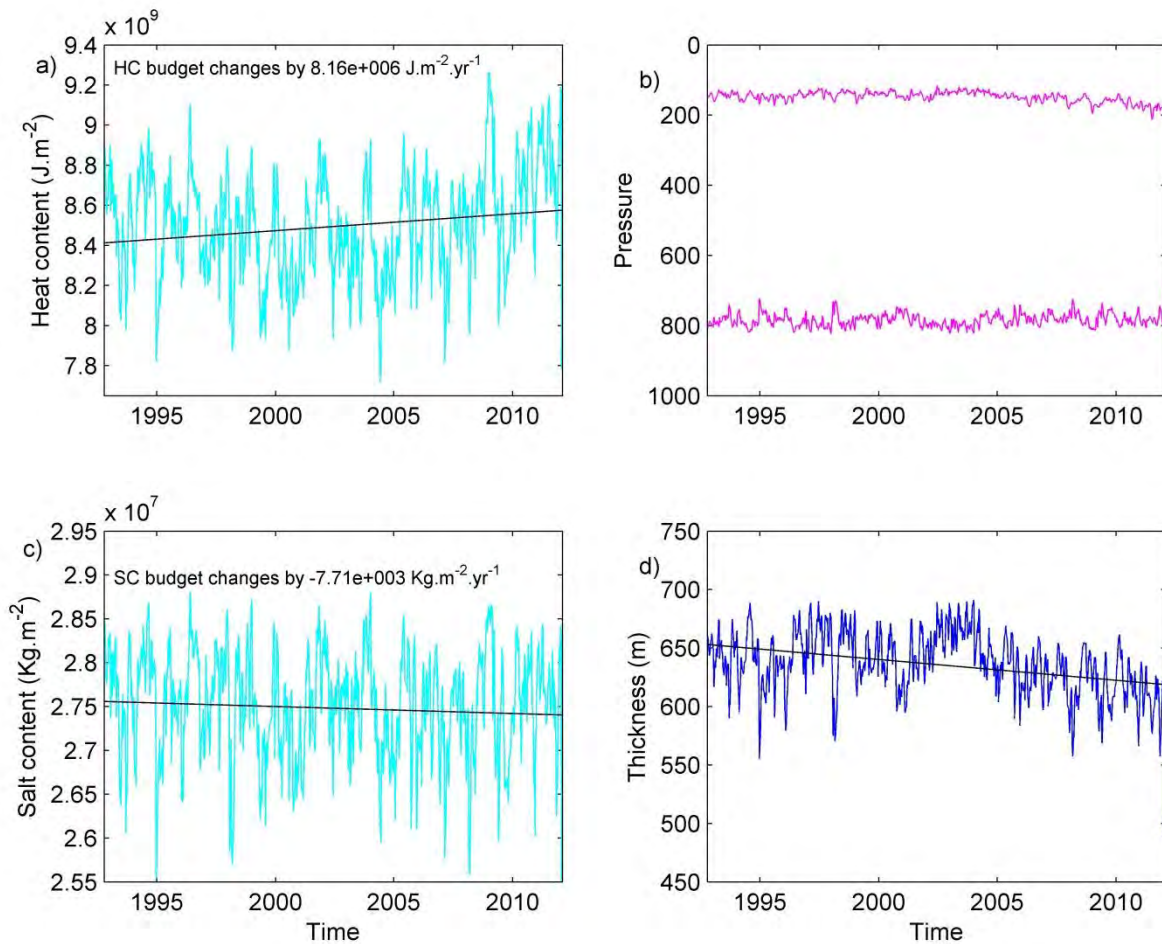 x 10⁹
a)
HC budget changes by 8.16e+006 J.m⁻².yr⁻¹
Heat content (J.m⁻²)
9.4
9.2
9
8.8
8.6
8.4
8.2
8
7.8
1995 2000 2005 2010
b)
Pressure
0
200
400
600
800
1000
1995 2000 2005 2010
x 10⁷
c)
SC budget changes by -7.71e+003 Kg.m⁻².yr⁻¹
Salt content (Kg.m⁻²)
2.95
2.9
2.85
2.8
2.75
2.7
2.65
2.6
2.55
1995 2000 2005 2010
Time
d)
Thickness (m)
750
700
650
600
550
500
450
1995 2000 2005 2010
Time